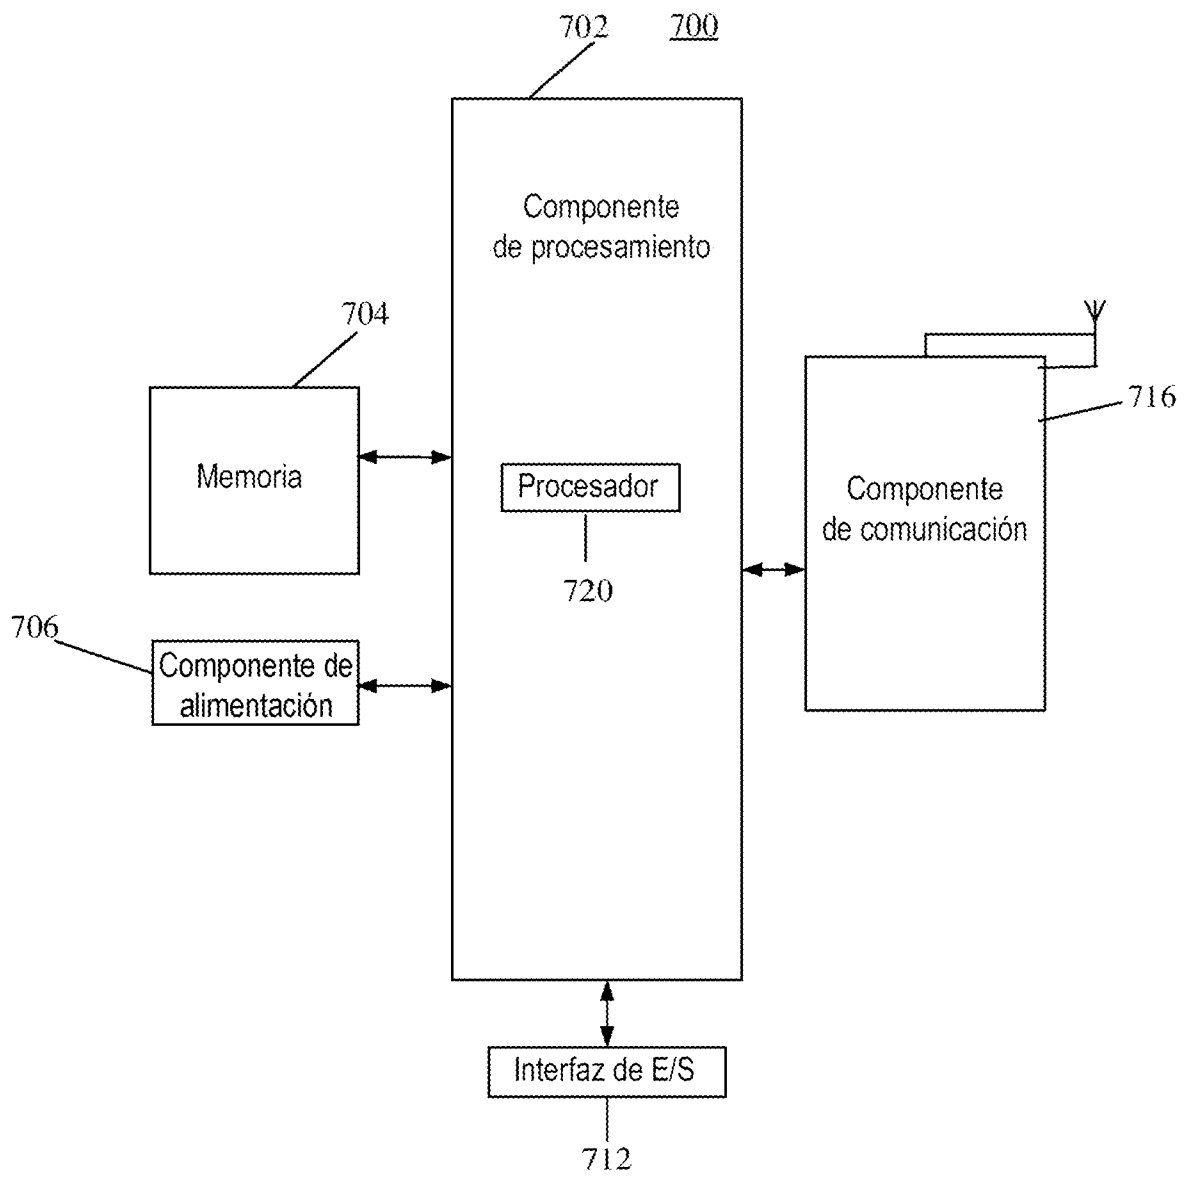 702
700
Componente
de procesamiento
704
Memoria
716
Procesador
Componente
de comunicación
720
706
Componente de
alimentación
Interfaz de E/S
712